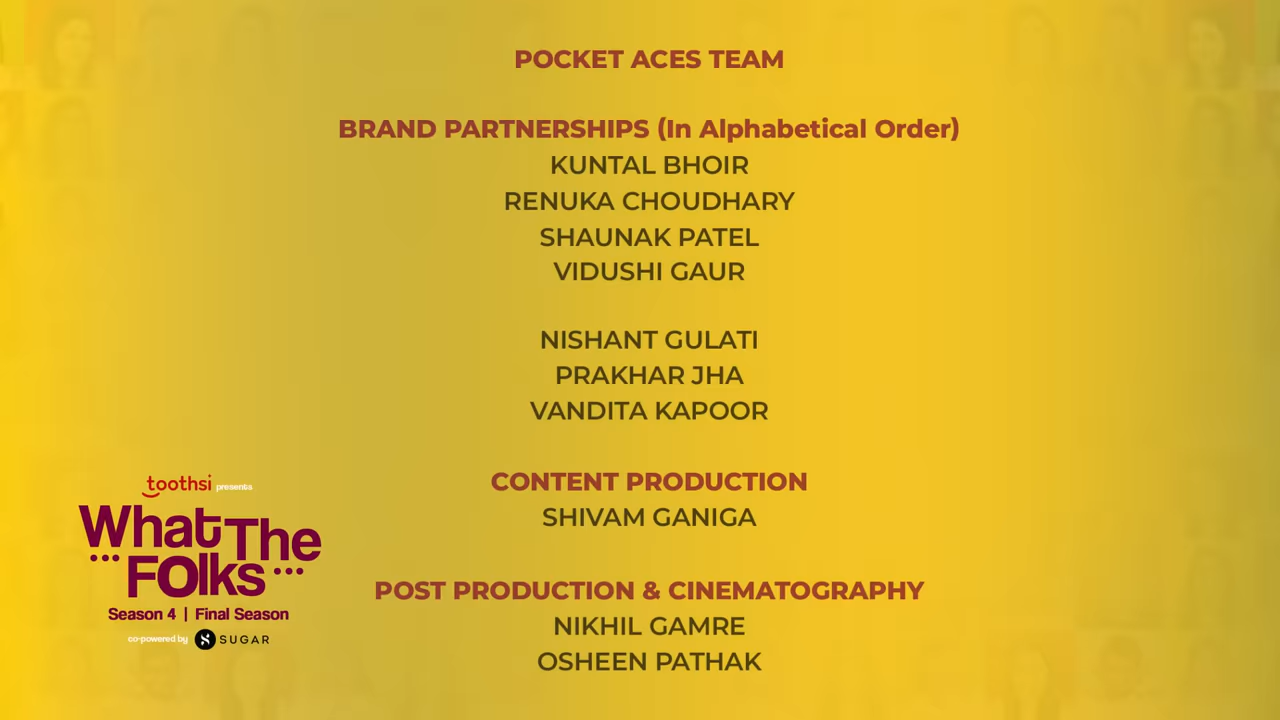 POCKET ACES TEAM
BRAND PARTNERSHIPS (In Alphabetical Order)
KUNTAL BHOIR
RENUKA CHOUDHARY
SHAUNAK PATEL
VIDUSHI GAUR
NISHANT GULATI
PRAKHAR JHA
VANDITA KAPOOR
CONTENT PRODUCTION
SHIVAM GANIGA
POST PRODUCTION & CINEMATOGRAPHY
NIKHIL GAMRE
OSHEEN PATHAK
toothsi presents
What The
...FOlks...
Season 4 | Final Season
co-powered by SUGAR